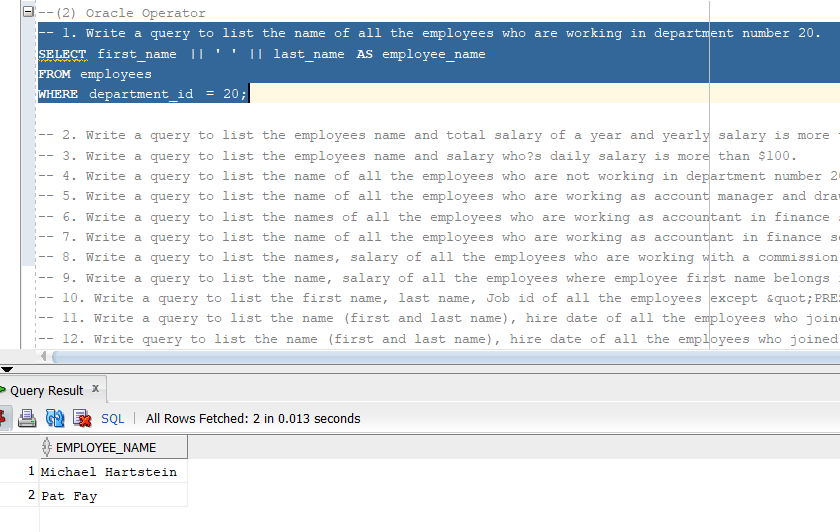 --(2) Oracle Operator
-- 1. Write a query to list the name of all the employees who are working in department number 20.
SELECT first_name || ' ' || last_name AS employee_name
FROM employees
WHERE department_id = 20;
-- 2. Write a query to list the employees name and total salary of a year and yearly salary is more
-- 3. Write a query to list the employees name and salary who?s daily salary is more than $100.
-- 4. Write a query to list the name of all the employees who are not working in department number 20
-- 5. Write a query to list the name of all the employees who are working as account manager and
-- 6. Write a query to list the names of all the employees who are working as accountant in finance
-- 7. Write a query to list the name of all the employees who are working as accountant in finance
-- 8. Write a query to list the names, salary of all the employees who are working with a commission
-- 9. Write a query to list the name, salary of all the employees where employee first name belongs
-- 10. Write a query to list the first name, last name, Job id of all the employees except &quot;PRE
-- 11. Write a query to list the name (first and last name), hire date of all the employees who
-- 12. Write query to list the name (first and last name), hire date of all the employees who joined
Query Result x
SQL | All Rows Fetched: 2 in 0.013 seconds
EMPLOYEE_NAME
1 Michael Hartstein
2 Pat Fay